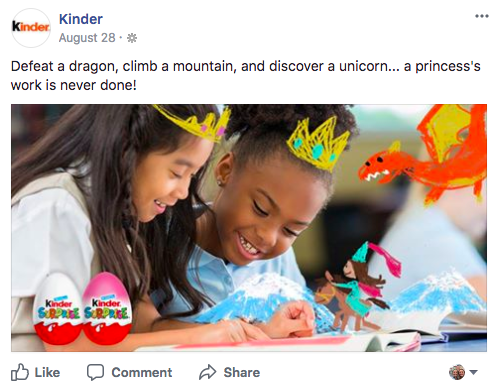 Kinder
Kinder
August 28 ·
Defeat a dragon, climb a mountain, and discover a unicorn... a princess's
work is never done!
Kinder
SURPRISE
Kinder
SURPRISE
Like
Comment
Share